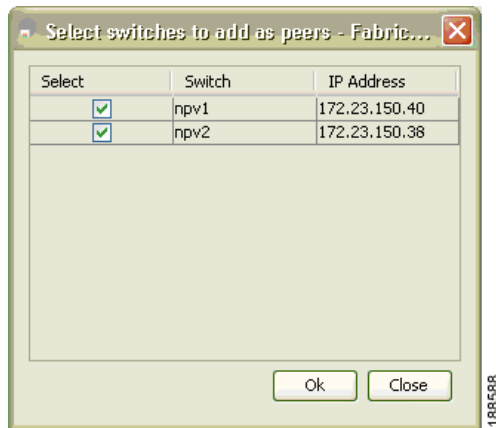 Select switches to add as peers - Fabric...
Select Switch IP Address
npv1 172.23.150.40
npv2 172.23.150.38
Ok Close
188588